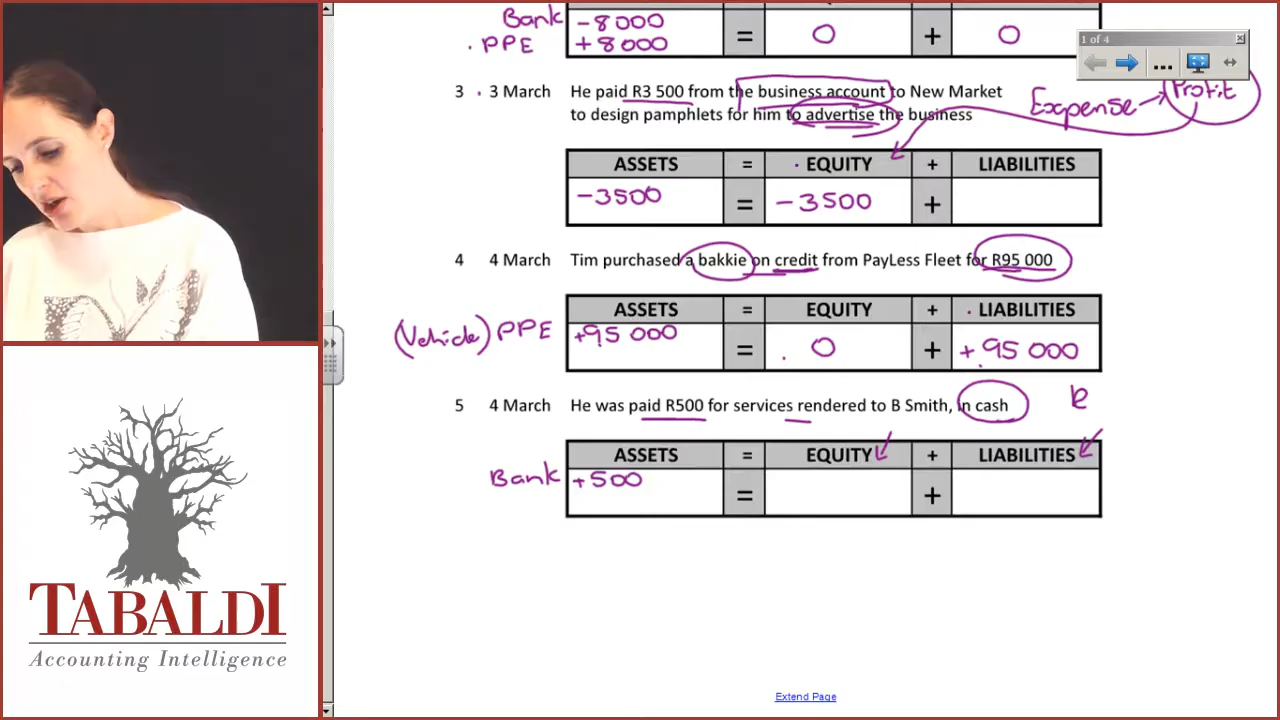 Bank -8000 = 0 + 0
PPE +8000
1 of 4
3 3 March He paid R3 500 from the business account to New Market
to design pamphlets for him to advertise the business
Expense Profit
ASSETS = EQUITY + LIABILITIES
-3500 = -3500 +
4 4 March Tim purchased a bakkie on credit from PayLess Fleet for R95 000
ASSETS = EQUITY + LIABILITIES
(Vehicle) PPE +95 000 = 0 + +95 000
5 4 March He was paid R500 for services rendered to B Smith, in cash
ASSETS = EQUITY + LIABILITIES
Bank +500 = +
TABALDI
Accounting Intelligence
Extend Page